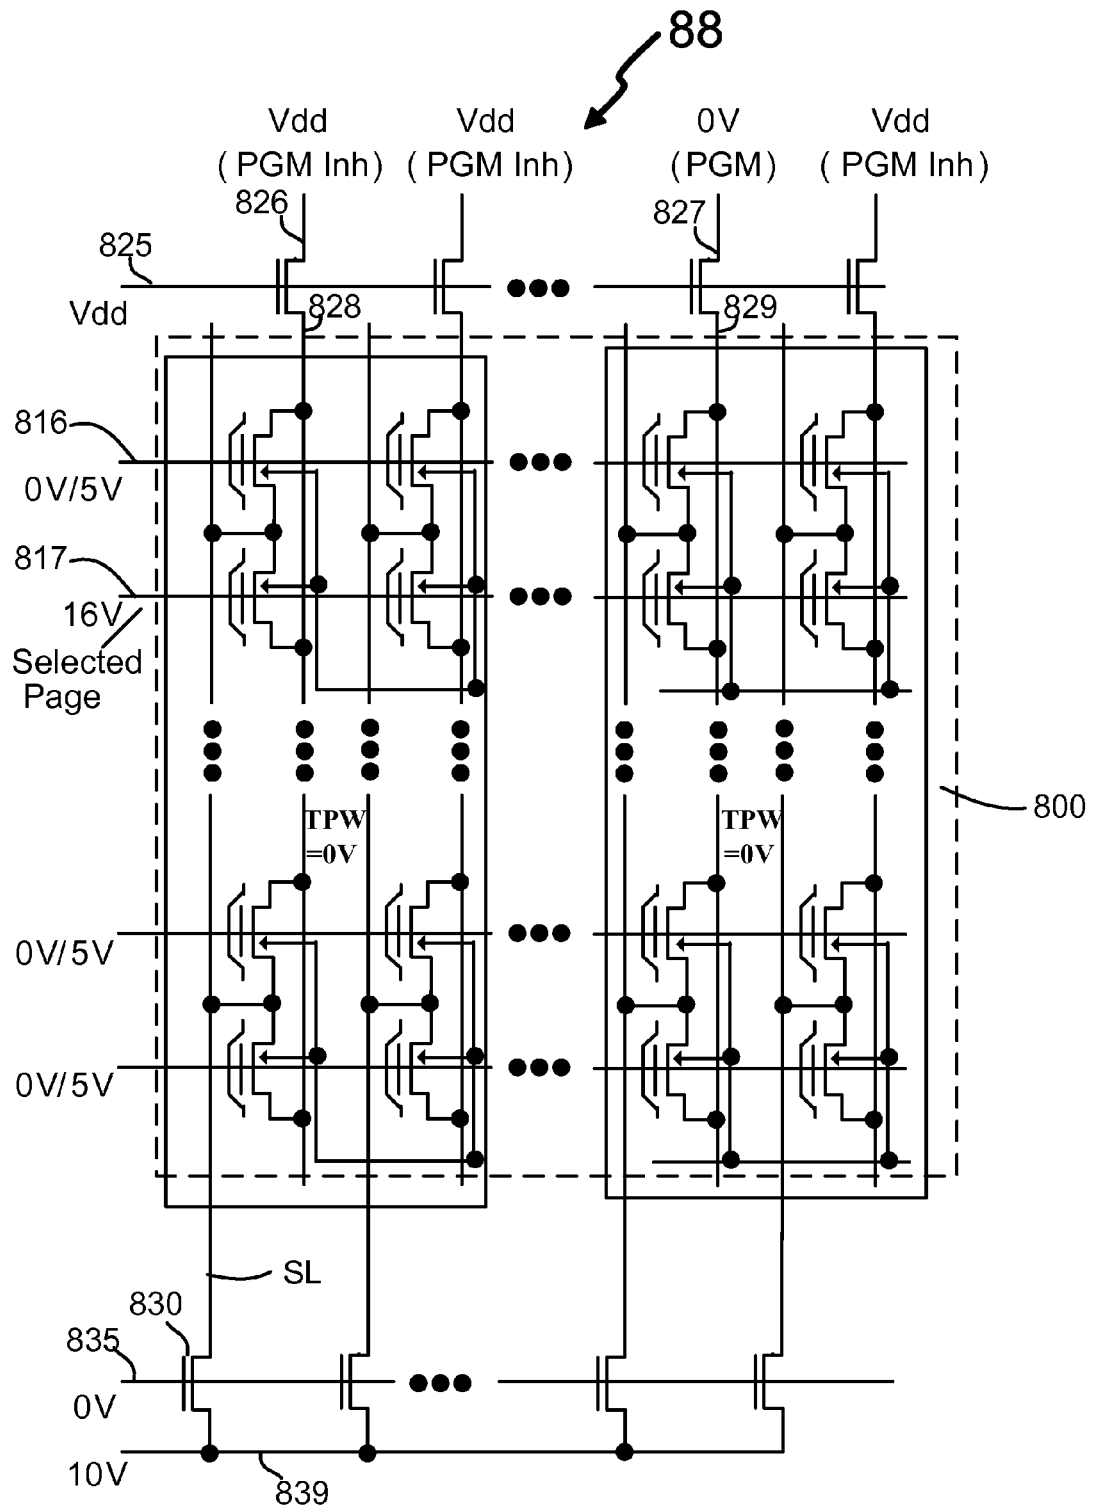 88
Vdd
(PGM Inh)
Vdd
(PGM Inh)
0V
(PGM)
Vdd
(PGM Inh)
826
827
825
Vdd
828
829
816
0V/5V
817
16V
Selected
Page
TPW
=0V
TPW
=0V
800
0V/5V
0V/5V
SL
830
835
0V
10V
839